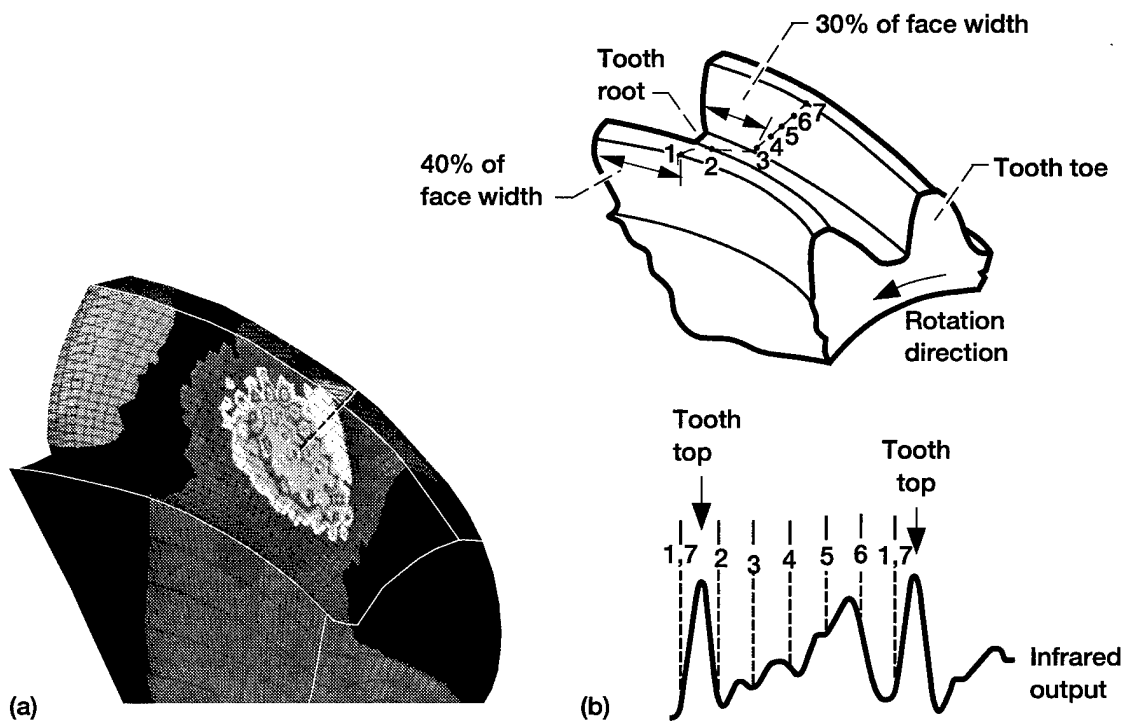 30% of face width
Tooth
root
7
6
5
4
3
1
2
40% of
face width
Tooth toe
Rotation
direction
Tooth
top
Tooth
top
1,7 2 3 4 5 6 1,7
Infrared
output
(a)
(b)